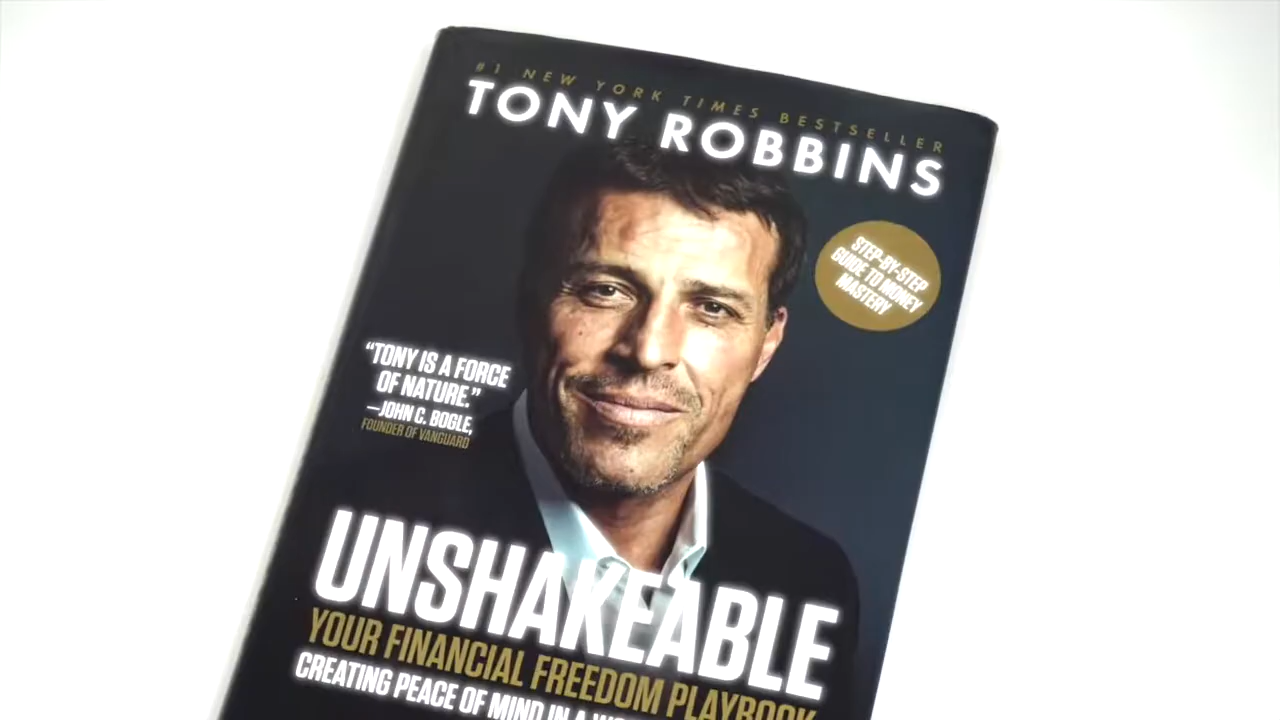 #1 NEW YORK TIMES BESTSELLER
TONY ROBBINS
STEP-BY-STEP
GUIDE TO MONEY
MASTERY
“TONY IS A FORCE
OF NATURE.”
—JOHN C. BOGLE,
FOUNDER OF VANGUARD
UNSHAKEABLE
YOUR FINANCIAL FREEDOM PLAYBOOK
CREATING PEACE OF MIND IN A